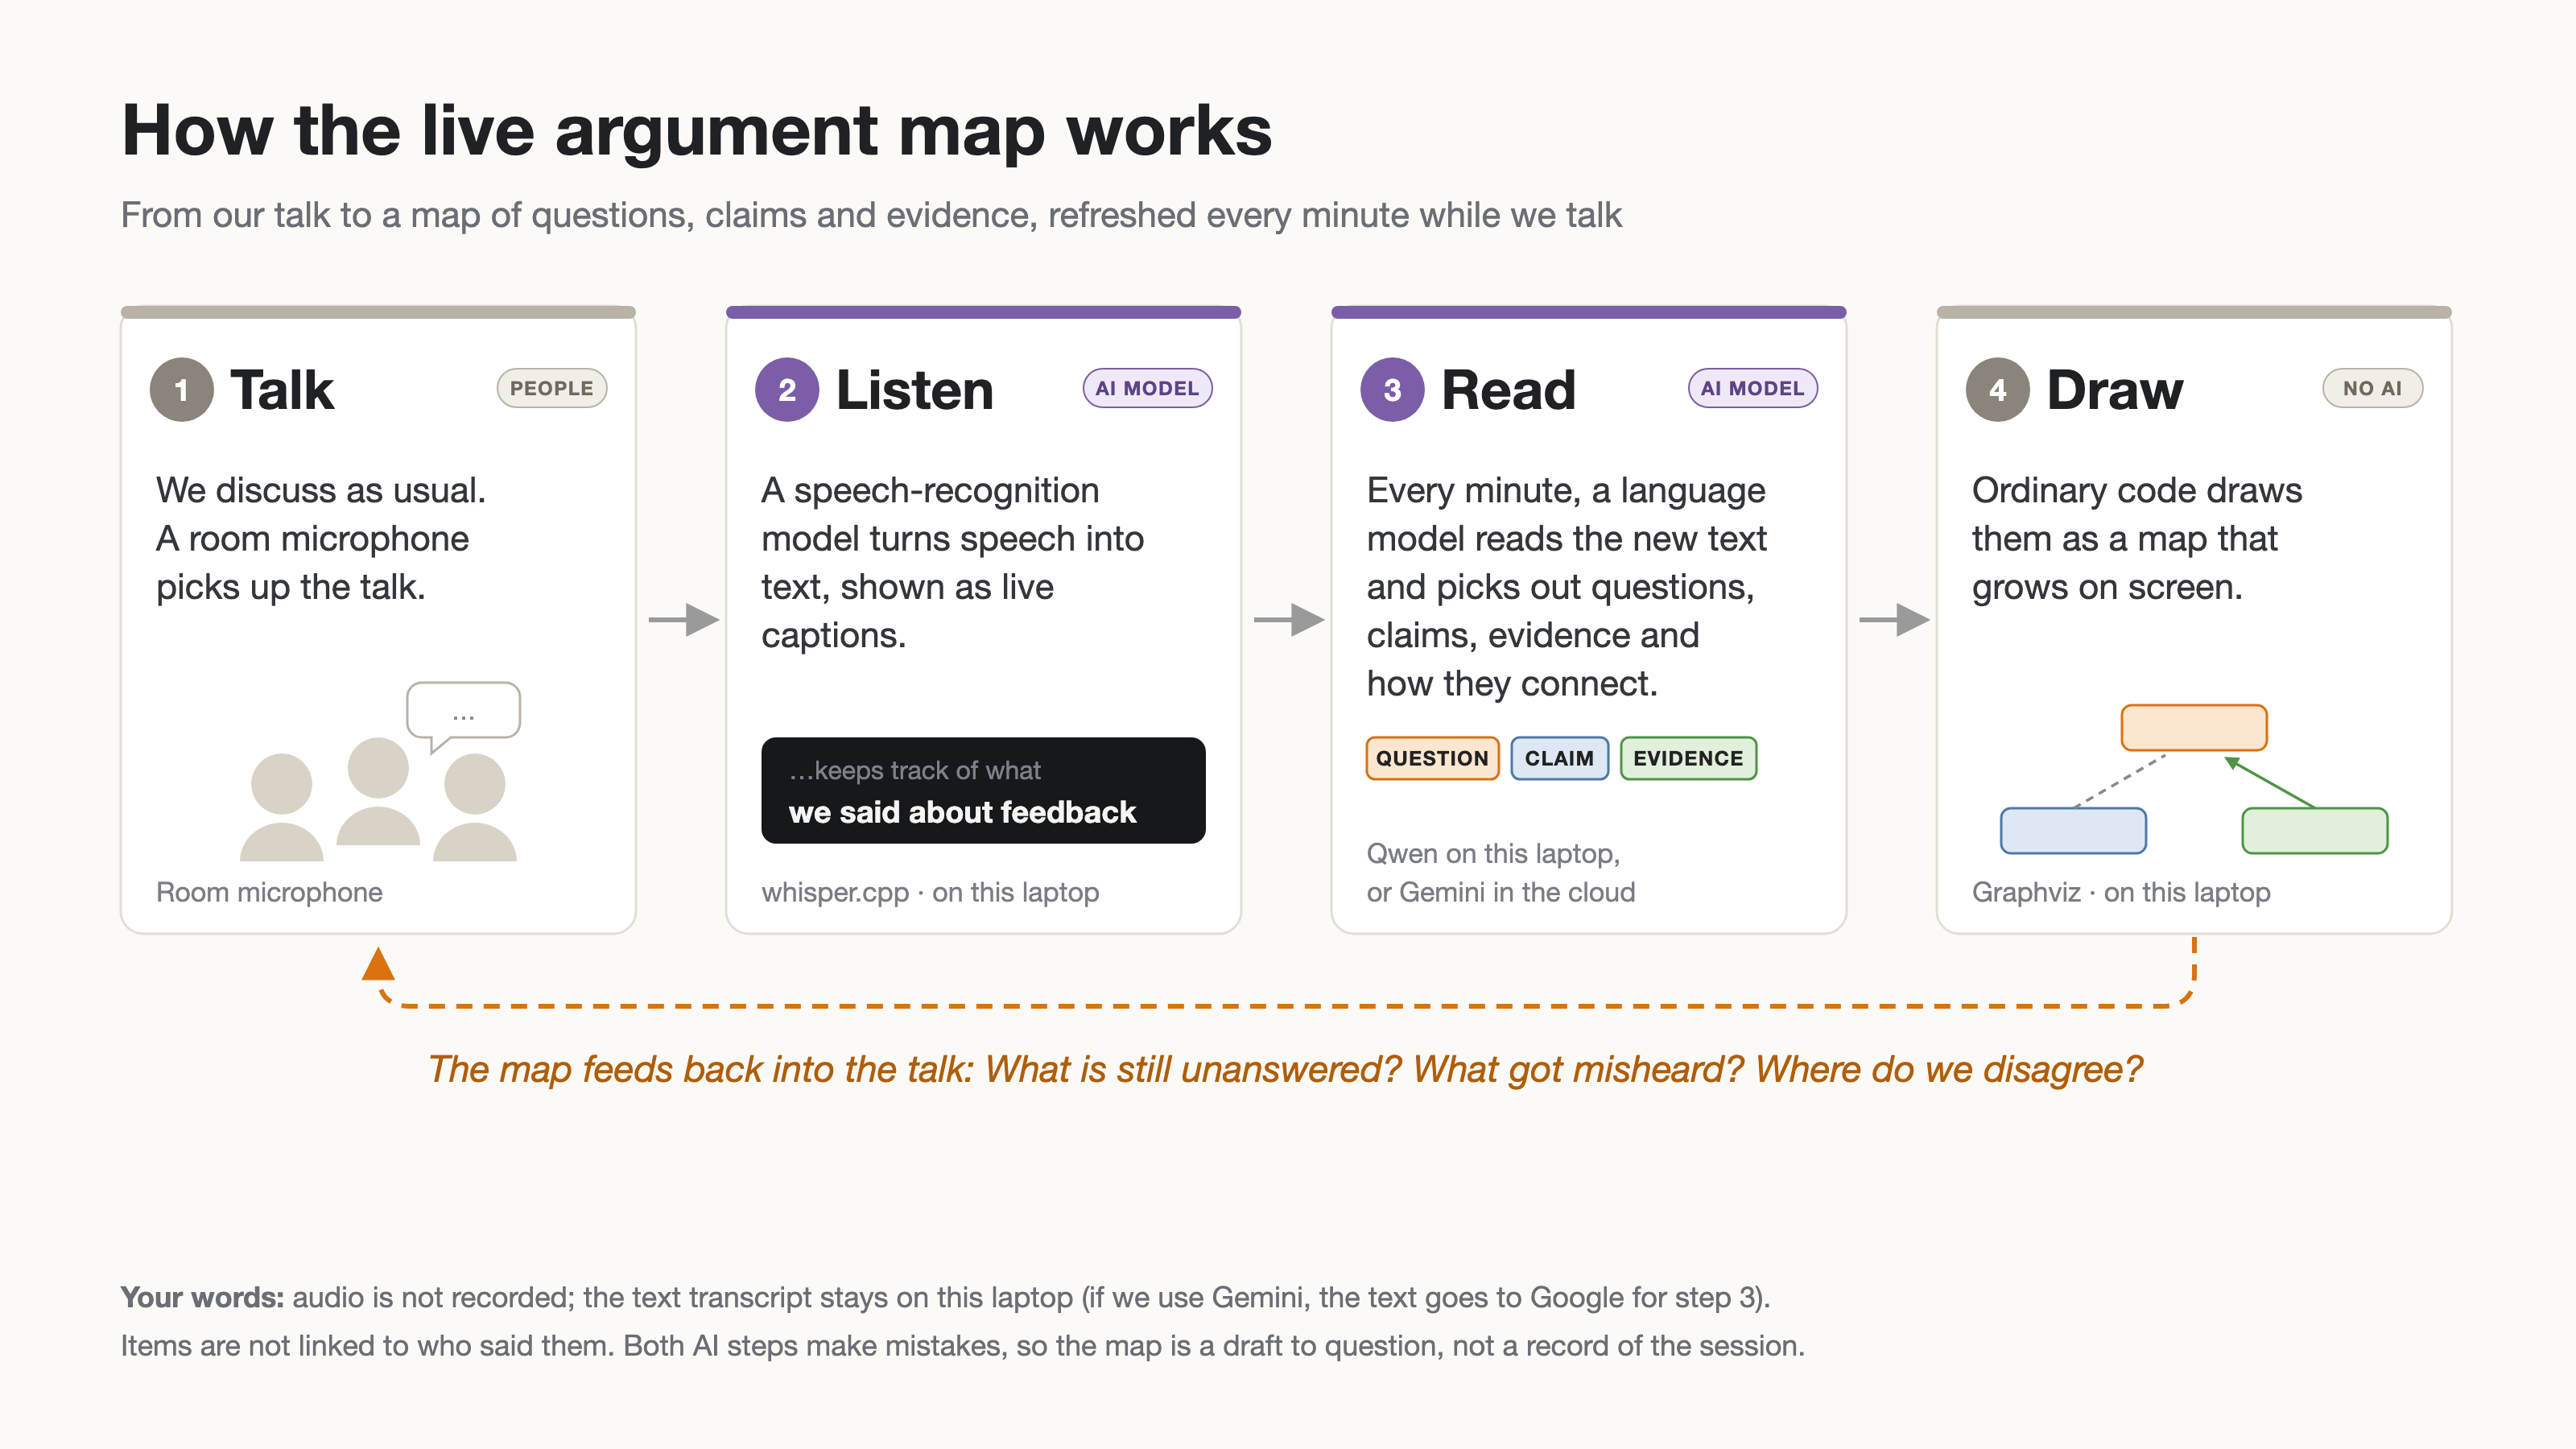 How the live argument map works
From our talk to a map of questions, claims and evidence, refreshed every minute while we talk
1 Talk PEOPLE
We discuss as usual.
A room microphone
picks up the talk.
...
Room microphone
2 Listen AI MODEL
A speech-recognition
model turns speech into
text, shown as live
captions.
...keeps track of what
we said about feedback
whisper.cpp · on this laptop
3 Read AI MODEL
Every minute, a language
model reads the new text
and picks out questions,
claims, evidence and
how they connect.
QUESTION CLAIM EVIDENCE
Qwen on this laptop,
or Gemini in the cloud
4 Draw NO AI
Ordinary code draws
them as a map that
grows on screen.
Graphviz · on this laptop
The map feeds back into the talk: What is still unanswered? What got misheard? Where do we disagree?
Your words: audio is not recorded; the text transcript stays on this laptop (if we use Gemini, the text goes to Google for step 3).
Items are not linked to who said them. Both AI steps make mistakes, so the map is a draft to question, not a record of the session.